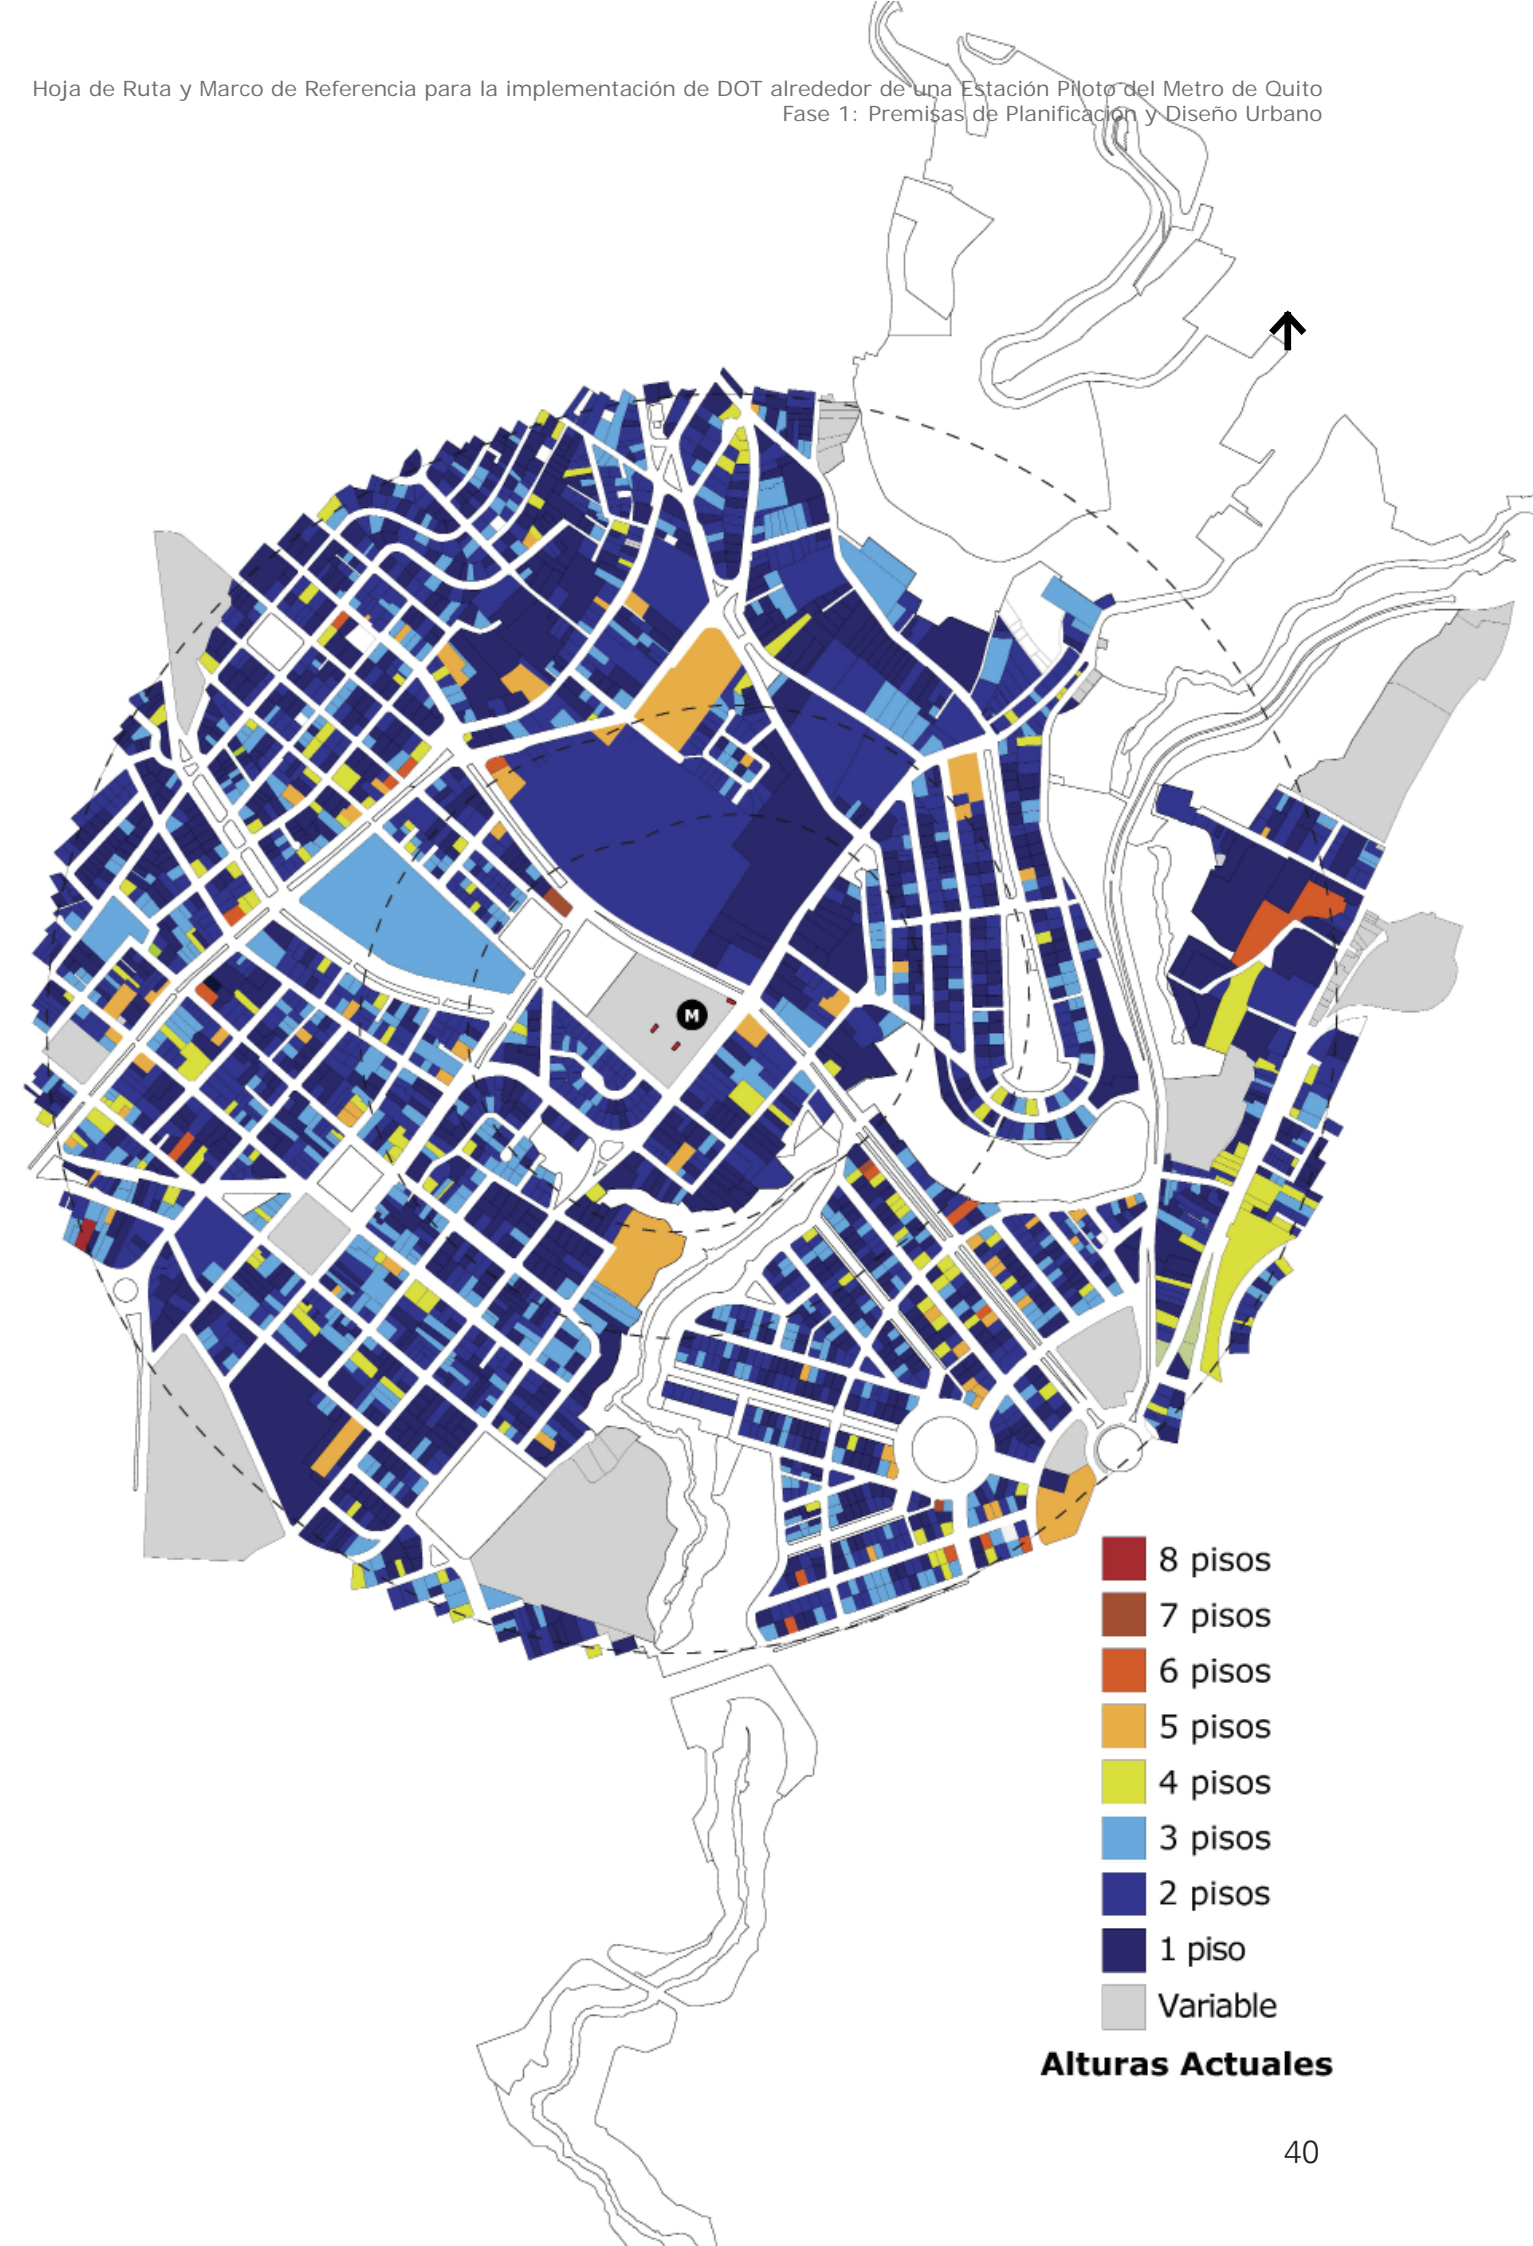 Hoja de Ruta y Marco de Referencia para la implementación de DOT alrededor de una Estación Piloto del Metro de Quito
Fase 1: Premisas de Planificación y Diseño Urbano
M
8 pisos
7 pisos
6 pisos
5 pisos
4 pisos
3 pisos
2 pisos
1 piso
Variable
Alturas Actuales
40